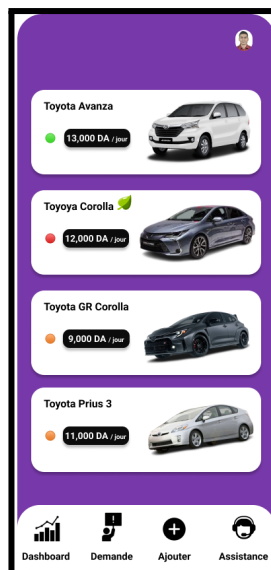 Toyota Avanza
13,000 DA / jour
Toyoya Corolla
12,000 DA / jour
Toyota GR Corolla
9,000 DA / jour
Toyota Prius 3
11,000 DA / jour
Dashboard Demande Ajouter Assistance